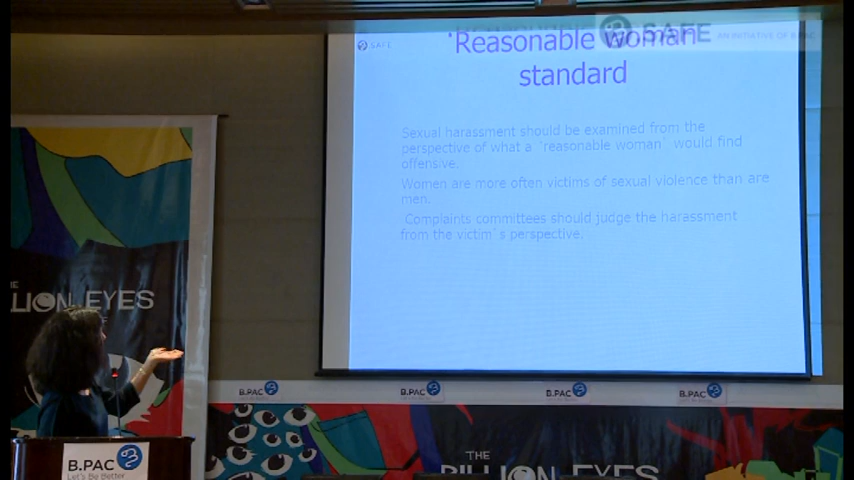 SAFE
SAFE
AN INITIATIVE OF B.PAC
'Reasonable woman
standard
Sexual harassment should be examined from the
perspective of what a ´reasonable woman´ would find
offensive.
Women are more often victims of sexual violence than are
men.
Complaints committees should judge the harassment
from the victim´s perspective.
LION EYES
B.PAC
B.PAC
B.PAC
B.PAC
B.PAC
Let's Be Better
THE
BILLION EYES